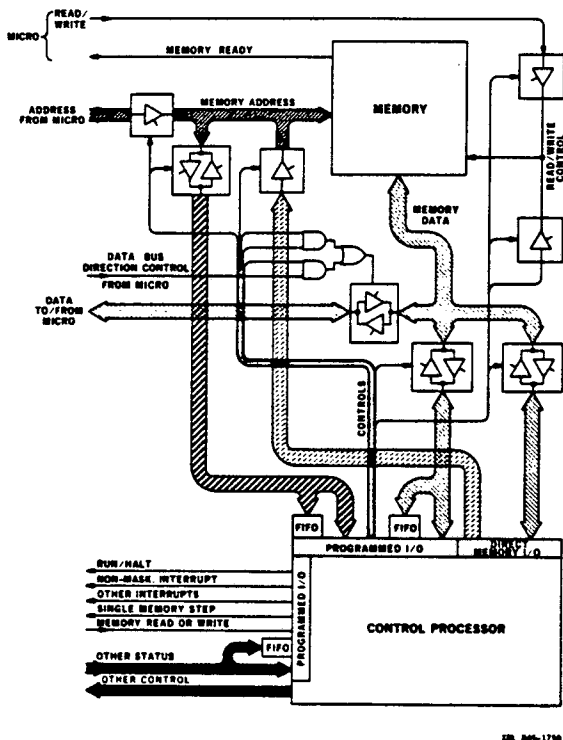 READ/
WRITE
MICRO
MEMORY READY
ADDRESS
FROM MICRO
MEMORY ADDRESS
MEMORY
READ/WRITE
CONTROL
MEMORY
DATA
DATA BUS
DIRECTION CONTROL
FROM MICRO
DATA
TO/FROM
MICRO
CONTROLS
FIFO
FIFO
PROGRAMMED I/O
DIRECT
MEMORY I/O
RUN/HALT
NON-MASK. INTERRUPT
OTHER INTERRUPTS
SINGLE MEMORY STEP
MEMORY READ OR WRITE
PROGRAMMED I/O
CONTROL PROCESSOR
FIFO
OTHER STATUS
OTHER CONTROL